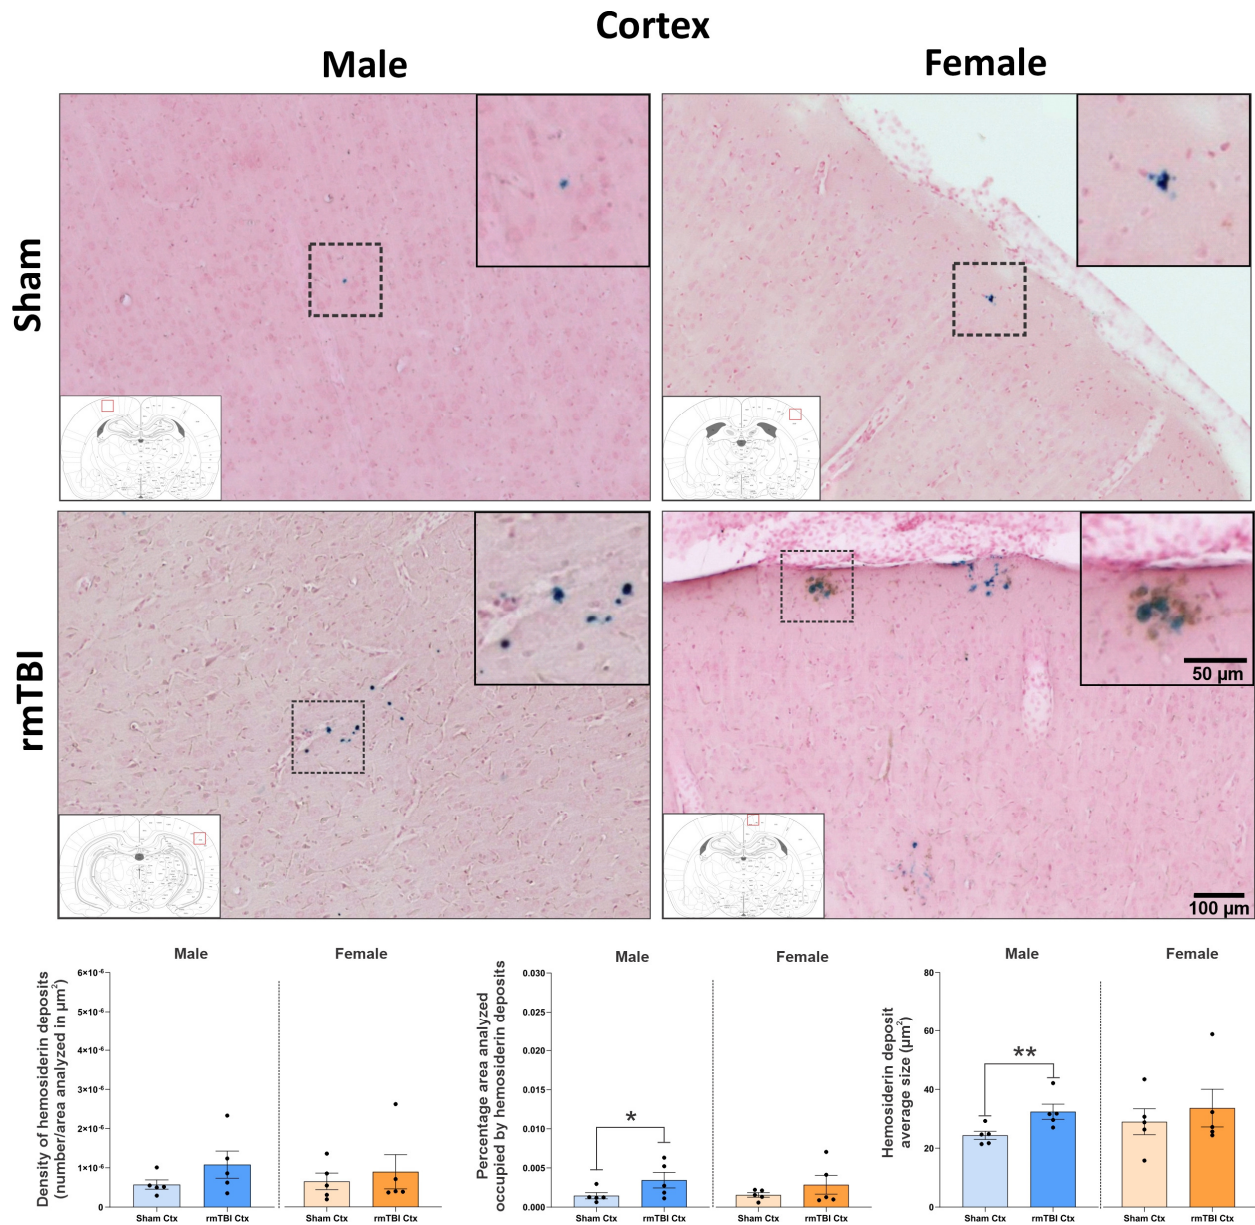 Cortex
Male
Female
Sham
rmTBI
50 µm
100 µm
Male
Female
Density of hemosiderin deposits
(number/area analyzed in µm²)
6×10⁻⁶
5×10⁻⁶
4×10⁻⁶
3×10⁻⁶
2×10⁻⁶
1×10⁻⁶
0
Sham Ctx
rmTBI Ctx
Sham Ctx
rmTBI Ctx
Male
Female
Percentage area analyzed
occupied by hemosiderin deposits
0.030
0.025
0.020
0.015
0.010
0.005
0.000
*
Sham Ctx
rmTBI Ctx
Sham Ctx
rmTBI Ctx
Male
Female
Hemosiderin deposit
average size (µm²)
80
60
40
20
0
**
Sham Ctx
rmTBI Ctx
Sham Ctx
rmTBI Ctx